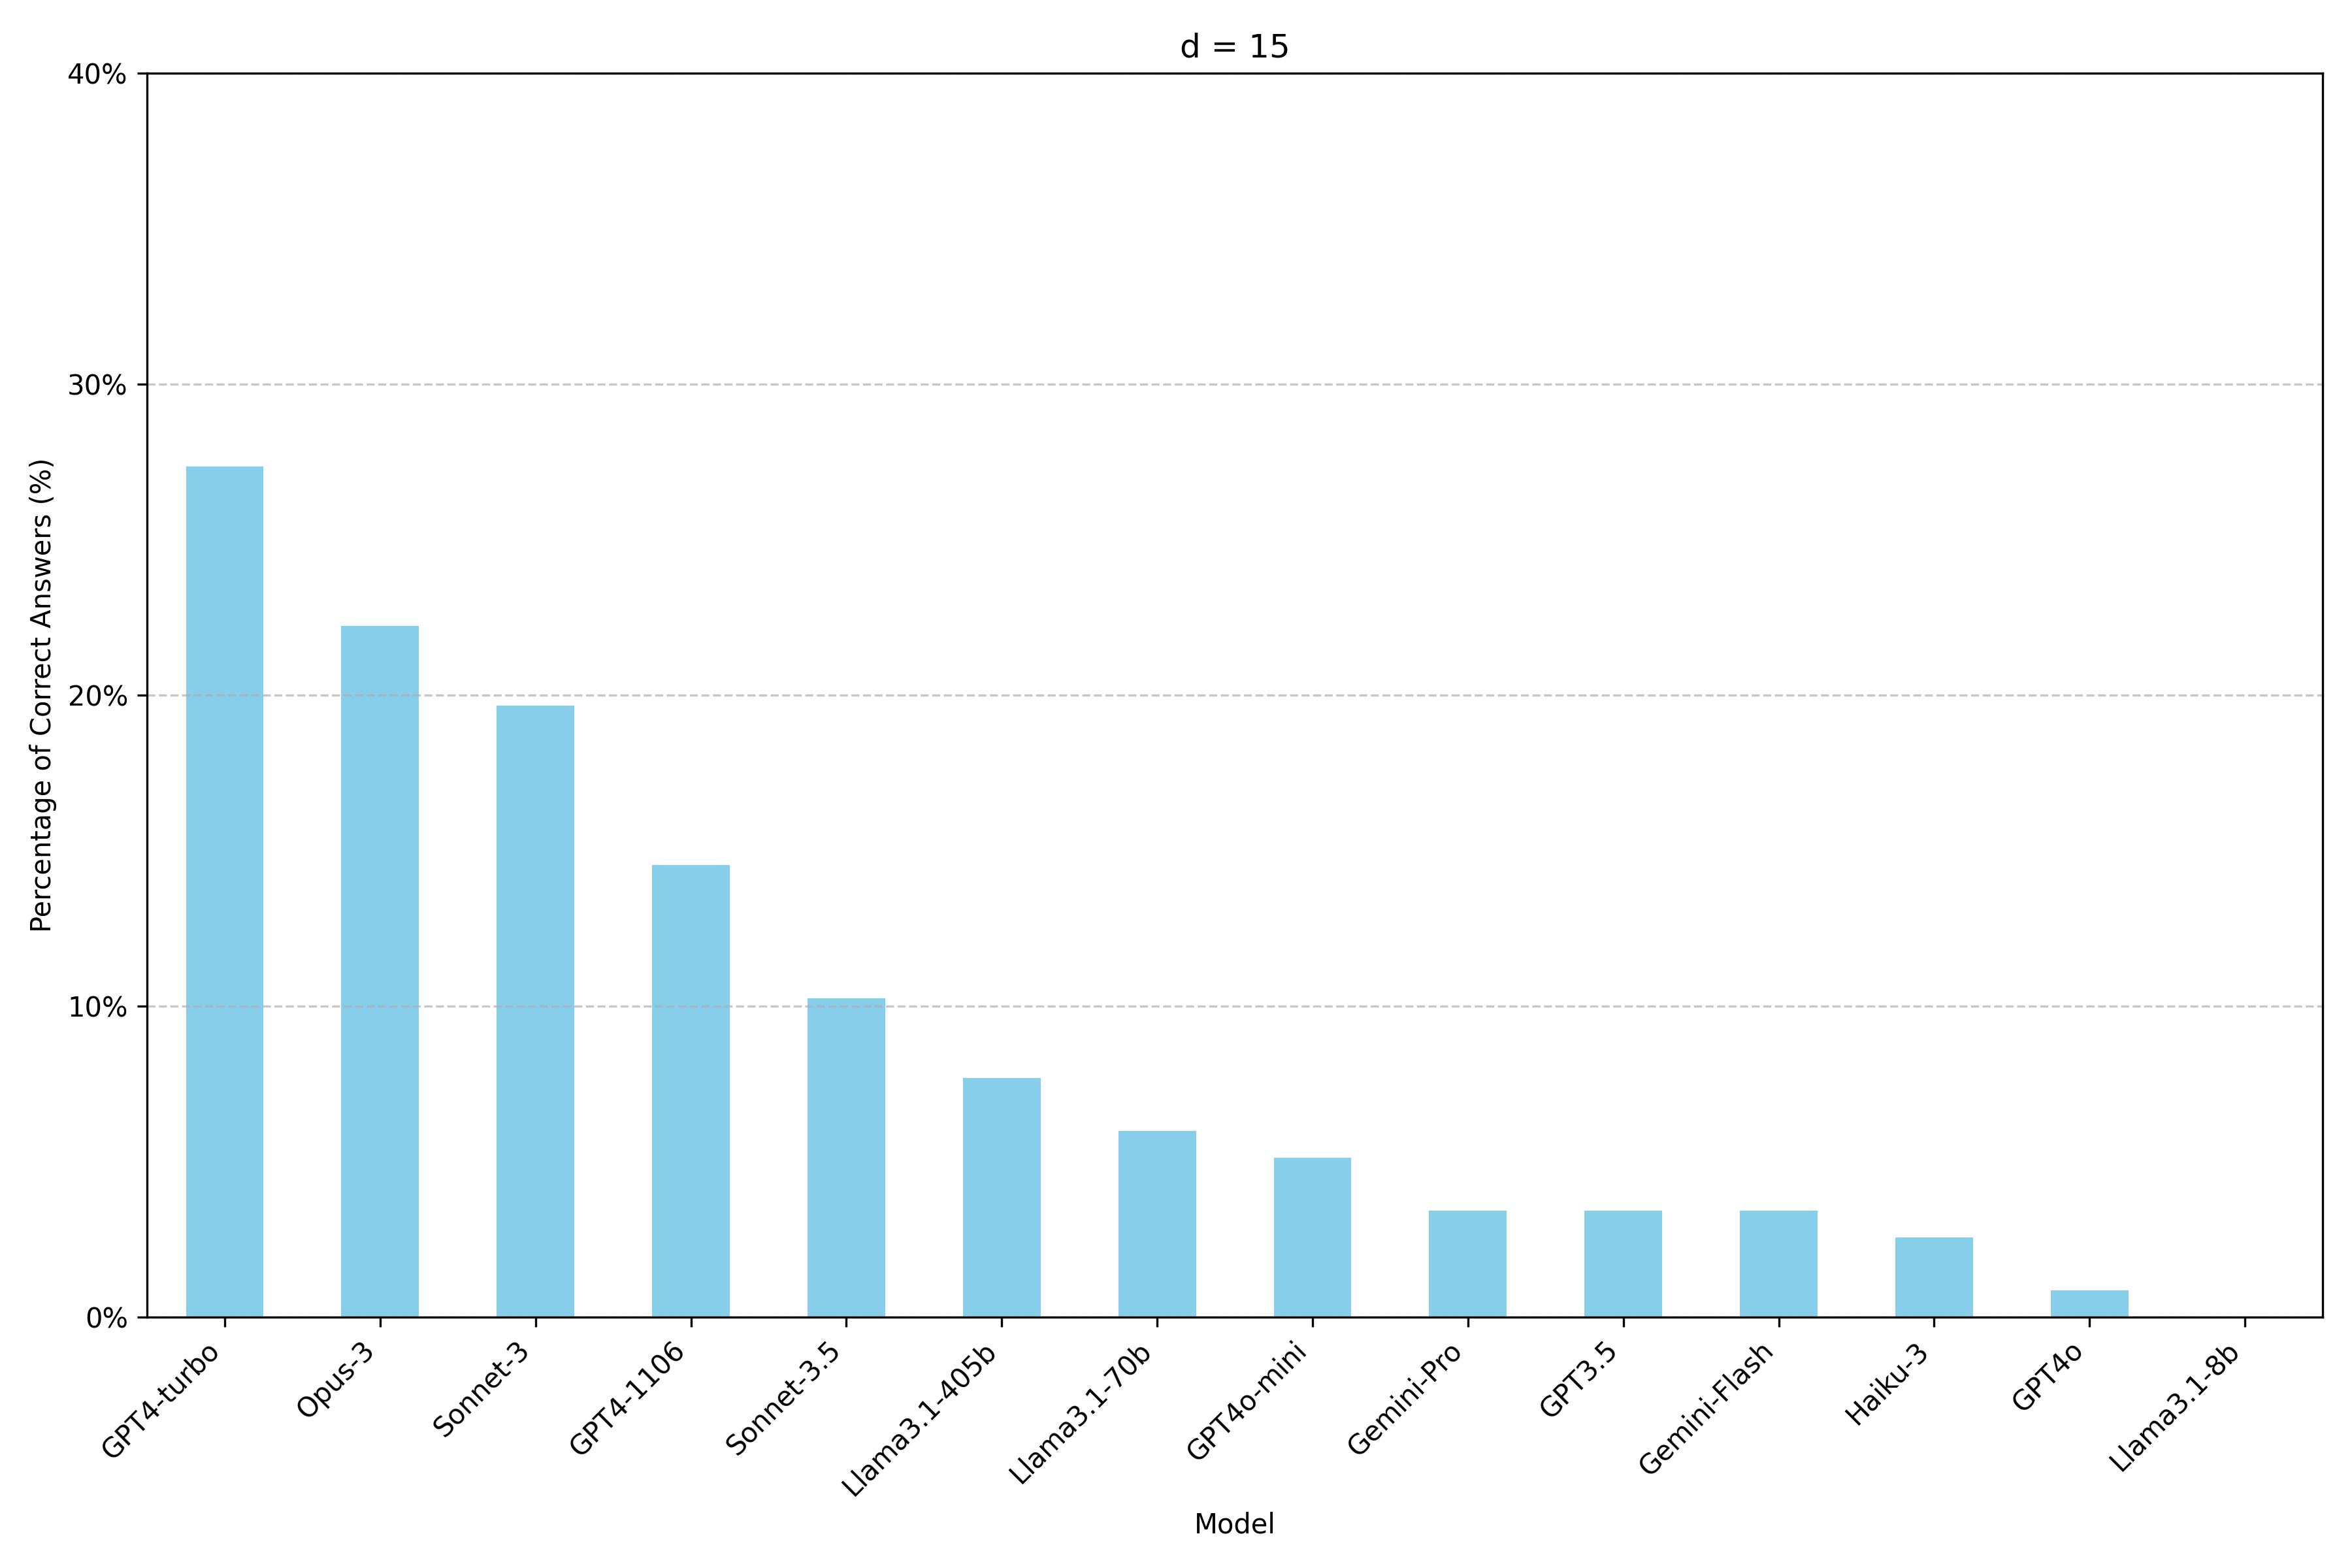 d = 15
40%
30%
20%
10%
0%
Percentage of Correct Answers (%)
GPT4-turbo
Opus-3
Sonnet-3
GPT4-1106
Sonnet-3.5
Llama3.1-405b
Llama3.1-70b
GPT4o-mini
Gemini-Pro
GPT3.5
Gemini-Flash
Haiku-3
GPT4o
Llama3.1-8b
Model